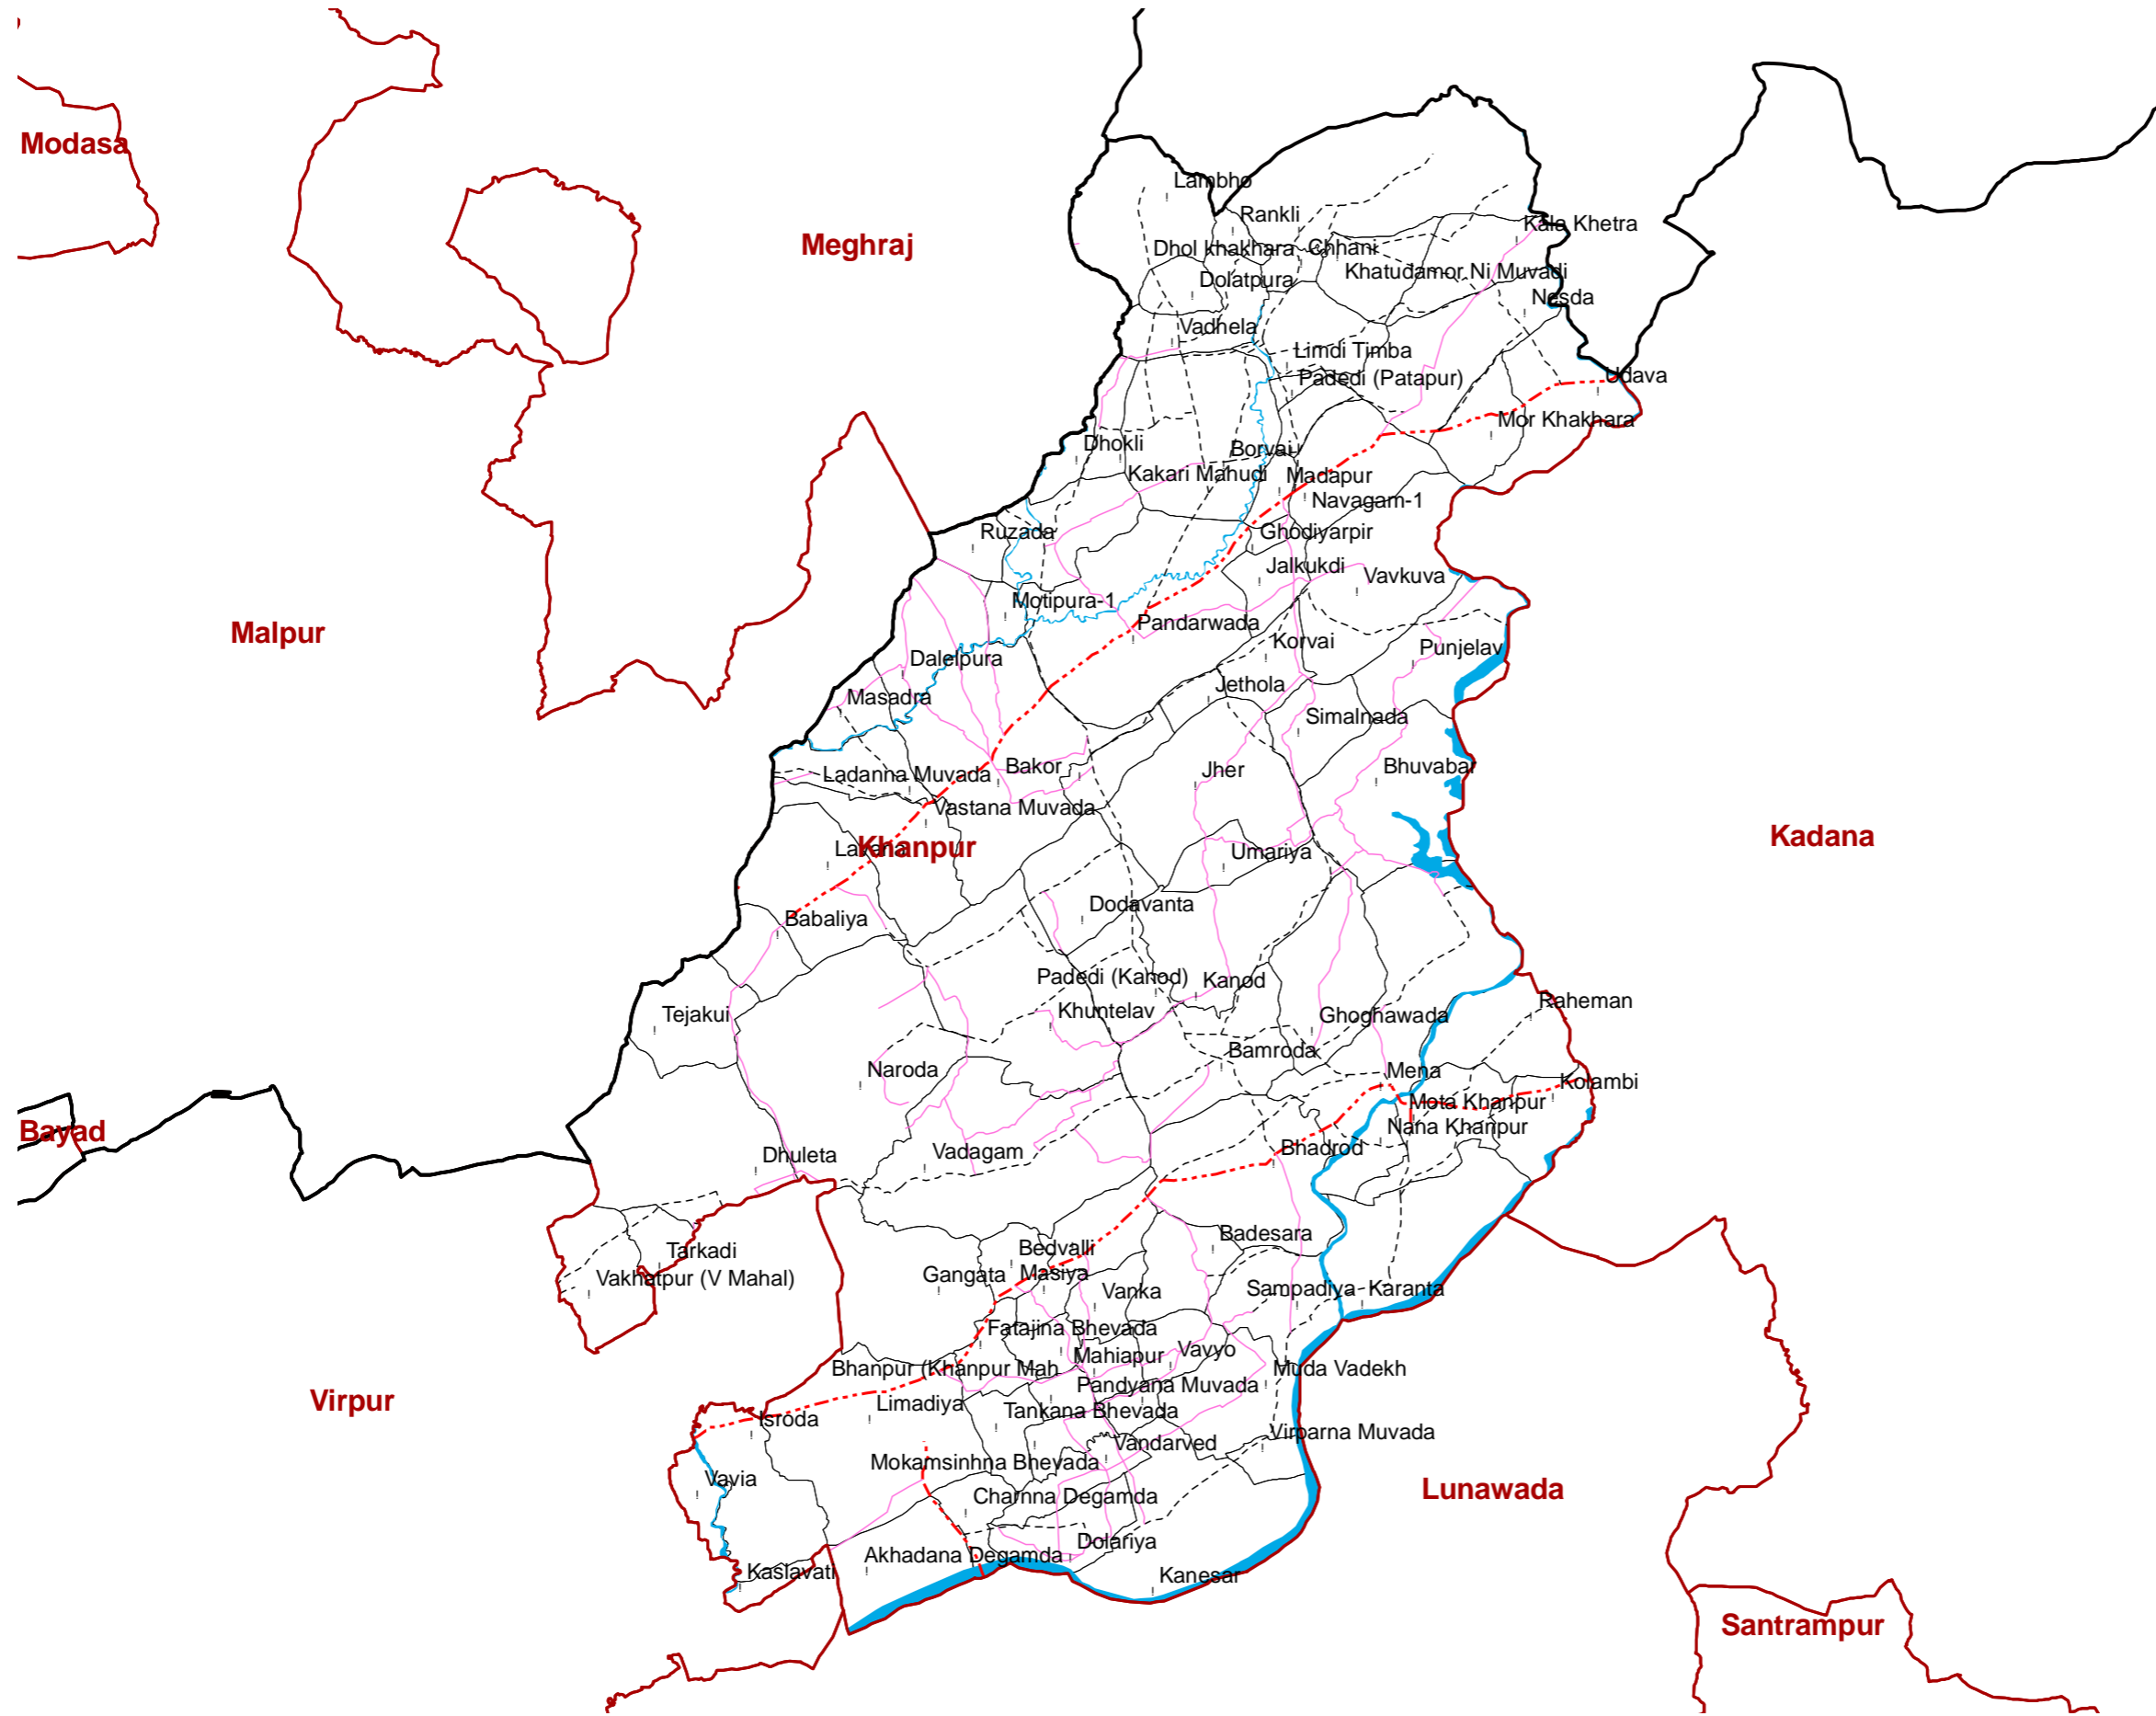 Modasa
Lambho
Rankli
Kala Khetra
Meghraj
Dhol khakhara
Chhani
Khatudamor Ni Muvadi
Dolatpura
Nesda
Vadhela
Limdi Timba
Padedi (Patapur)
Udava
Mor Khakhara
Dhokli
Borvai
Kakari Mahudi
Madapur
Navagam-1
Ruzada
Ghodiyarpir
Jalkukdi
Vavkuva
Motipura-1
Pandarwada
Malpur
Korvai
Punjelav
Dalelpura
Jethola
Masadra
Simalnada
Bakor
Jher
Bhuvabar
Ladanna Muvada
Vastana Muvada
Kadana
Khanpur
Umariya
Dodavanta
Babaliya
Padedi (Kanod)
Kanod
Raheman
Tejakui
Khuntelav
Ghoghawada
Bamroda
Naroda
Mena
Kolambi
Mota Khanpur
Bayad
Nana Khanpur
Bhadrod
Dhuleta
Vadagam
Badesara
Tarkadi
Bedvalli
Vakhatpur (V Mahal)
Gangata
Masiya
Vanka
Sampadiya
Karanta
Fatajina Bhevada
Mahiapur
Vavyo
Bhanpur (Khanpur Mah
Muda Vadekh
Pandyana Muvada
Virpur
Limadiya
Tankana Bhevada
Isroda
Virparna Muvada
Vandarved
Mokamsinhna Bhevada
Vavia
Lunawada
Charnna Degamda
Dolariya
Akhadana Degamda
Kaslavati
Kanesar
Santrampur